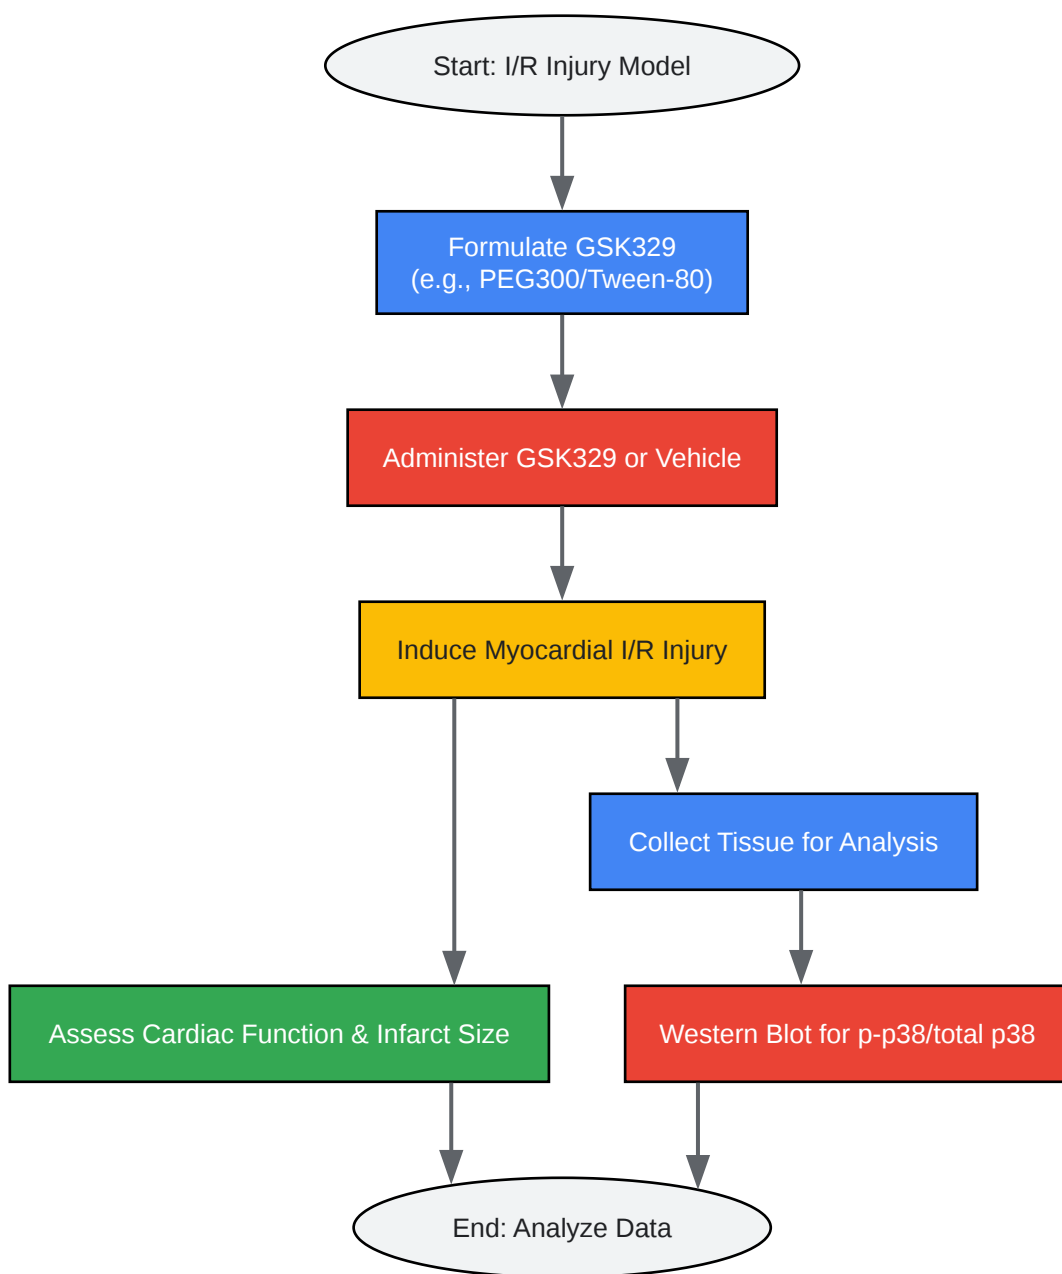 Start: I/R Injury Model
Formulate GSK329
(e.g., PEG300/Tween-80)
Administer GSK329 or Vehicle
Induce Myocardial I/R Injury
Collect Tissue for Analysis
Assess Cardiac Function & Infarct Size
Western Blot for p-p38/total p38
End: Analyze Data